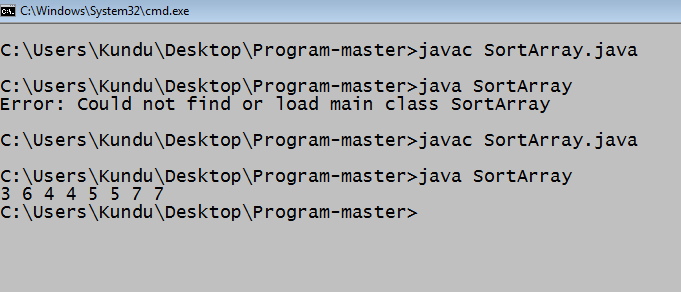 C:\Windows\System32\cmd.exe
C:\Users\Kundu\Desktop\Program-master>javac SortArray.java
C:\Users\Kundu\Desktop\Program-master>java SortArray
Error: Could not find or load main class SortArray
C:\Users\Kundu\Desktop\Program-master>javac SortArray.java
C:\Users\Kundu\Desktop\Program-master>java SortArray
3 6 4 4 5 5 7 7
C:\Users\Kundu\Desktop\Program-master>